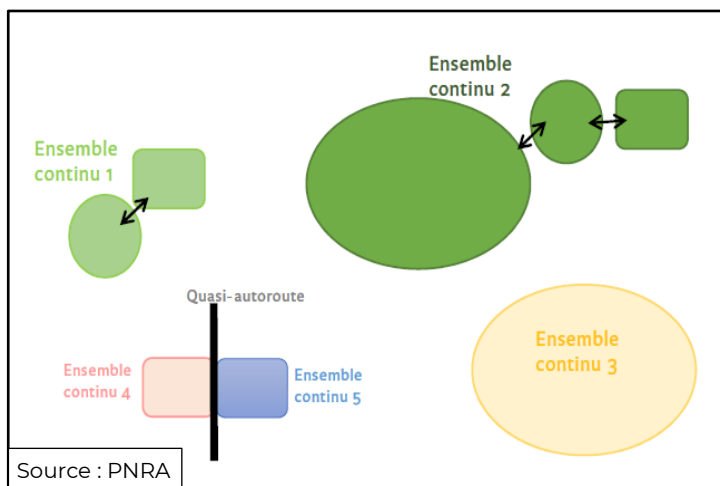 Ensemble
continu 2
Ensemble
continu 1
Quasi-autoroute
Ensemble
continu 3
Ensemble
continu 4
Ensemble
continu 5
Source : PNRA